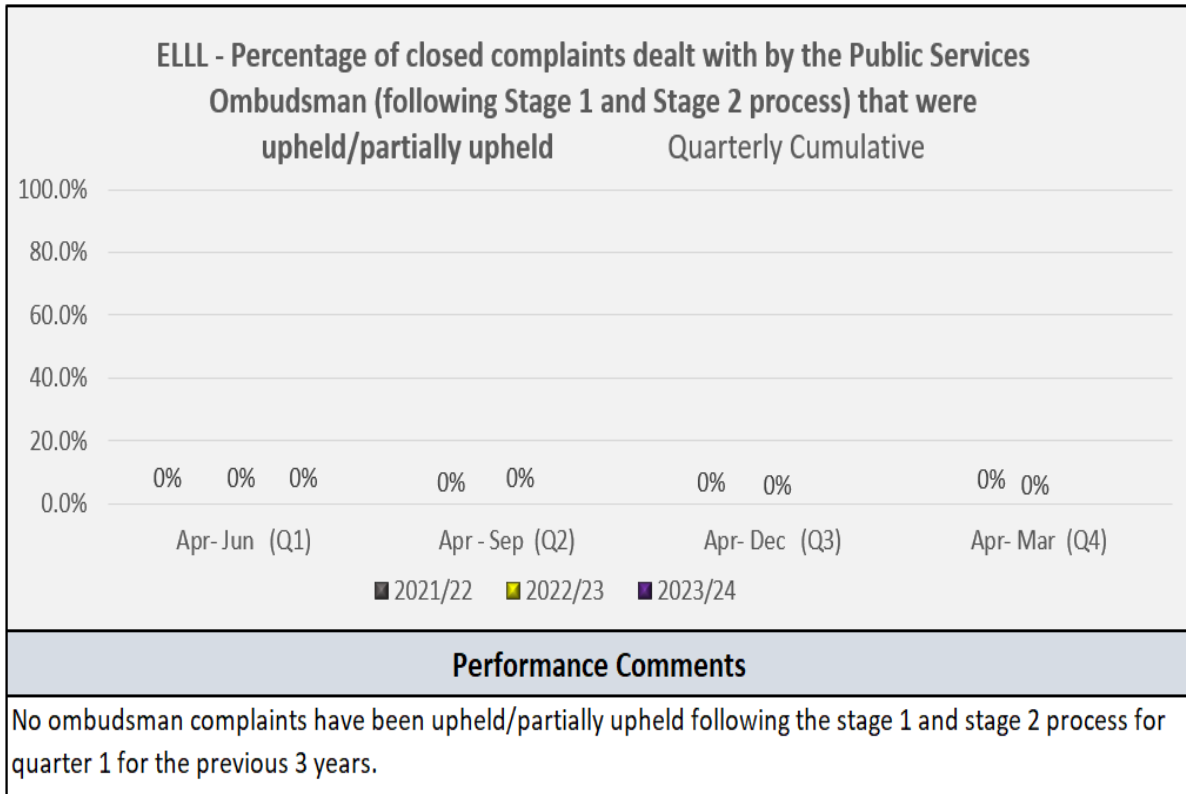 ELLL - Percentage of closed complaints dealt with by the Public Services
Ombudsman (following Stage 1 and Stage 2 process) that were
upheld/partially upheld Quarterly Cumulative
100.0%
80.0%
60.0%
40.0%
20.0%
0.0%
0% 0% 0% 0% 0% 0% 0% 0% 0%
Apr- Jun (Q1) Apr - Sep (Q2) Apr- Dec (Q3) Apr- Mar (Q4)
2021/22 2022/23 2023/24
Performance Comments
No ombudsman complaints have been upheld/partially upheld following the stage 1 and stage 2 process for
quarter 1 for the previous 3 years.